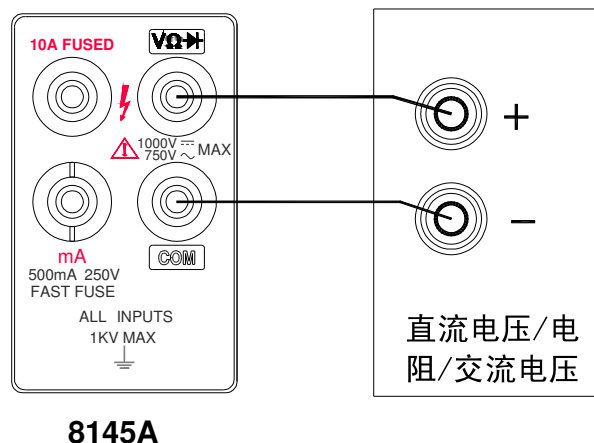 10A FUSED
VΩ
1000V
750V
MAX
mA
COM
500mA 250V
FAST FUSE
ALL INPUTS
1KV MAX
+
−
直流电压/电
阻/交流电压
8145A